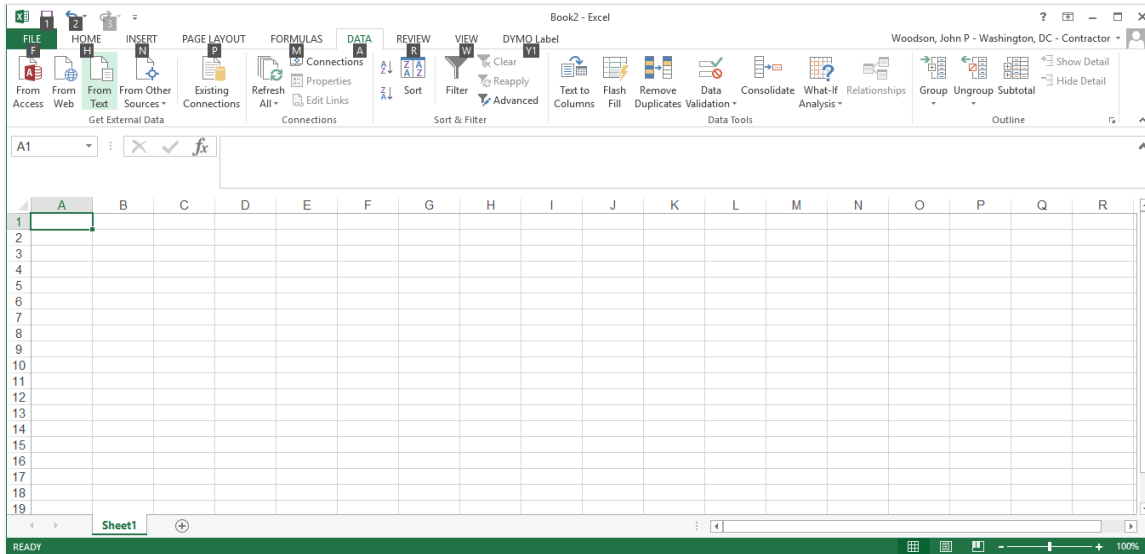 Book2 - Excel
1 2 3
FILE HOME INSERT PAGE LAYOUT FORMULAS DATA REVIEW VIEW DYMO Label
Woodson, John P - Washington, DC - Contractor
F H N P M A R W Y1
From Access
From Web
From Text
From Other Sources
Existing Connections
Get External Data
Refresh All
Connections
Properties
Edit Links
Connections
Sort
Filter
Clear
Reapply
Advanced
Sort & Filter
Text to Columns
Flash Fill
Remove Duplicates
Data Validation
Consolidate
What-If Analysis
Relationships
Data Tools
Group
Ungroup
Subtotal
Show Detail
Hide Detail
Outline
A1
fx
A B C D E F G H I J K L M N O P Q R
1
2
3
4
5
6
7
8
9
10
11
12
13
14
15
16
17
18
19
Sheet1
READY
100%